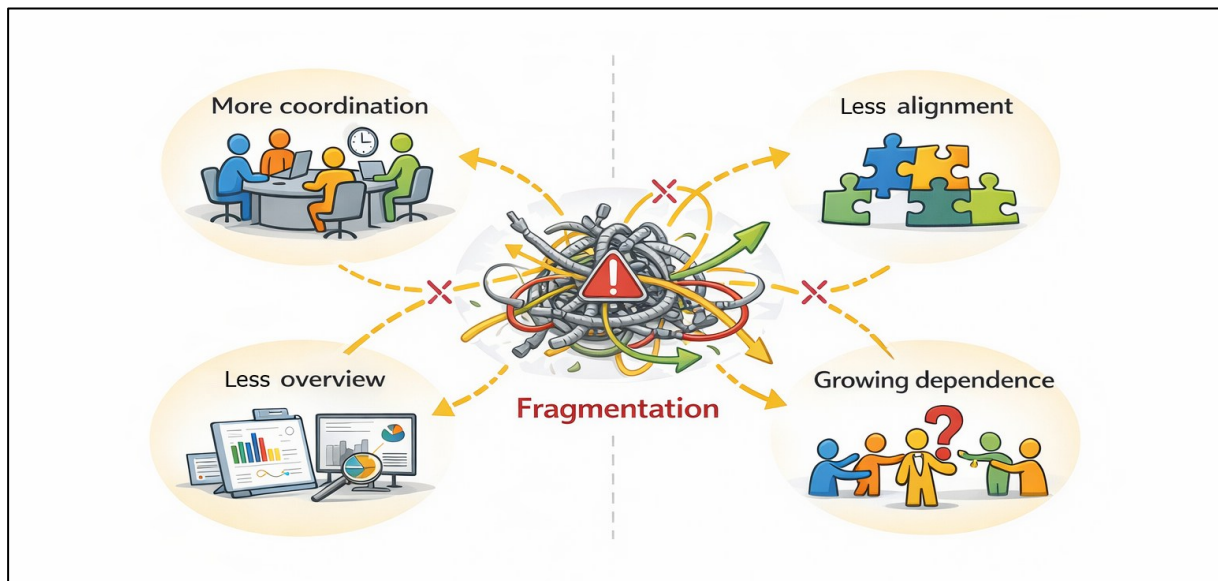 More coordination
Less alignment
Less overview
Fragmentation
Growing dependence